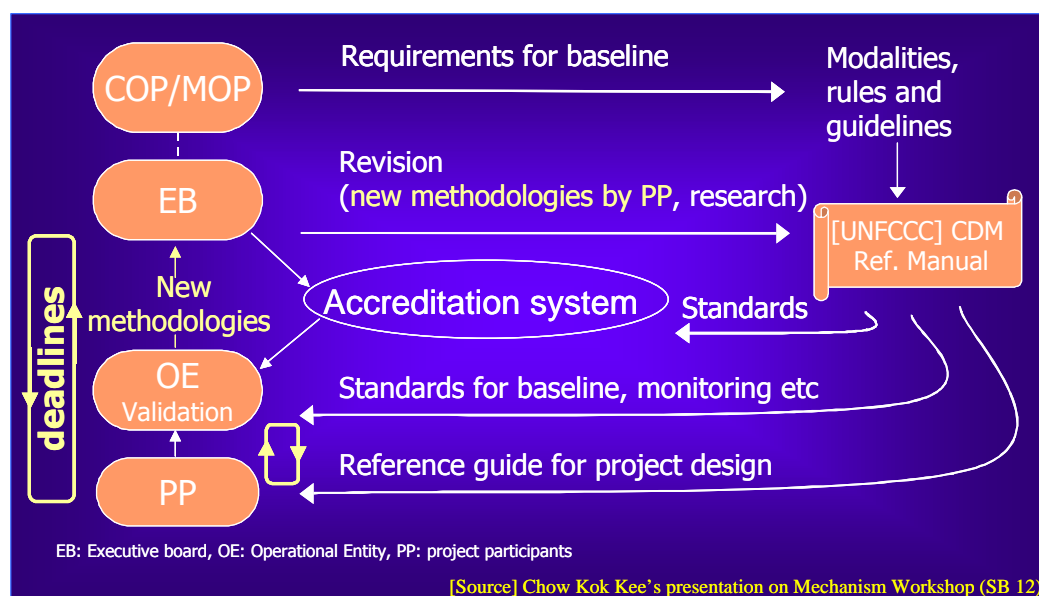 COP/MOP
Requirements for baseline
Modalities,
rules and
guidelines
EB
Revision
(new methodologies by PP, research)
[UNFCCC] CDM
Ref. Manual
deadlines
New
methodologies
Accreditation system
Standards
OE
Validation
Standards for baseline, monitoring etc
PP
Reference guide for project design
EB: Executive board, OE: Operational Entity, PP: project participants
[Source] Chow Kok Kee’s presentation on Mechanism Workshop (SB 12)